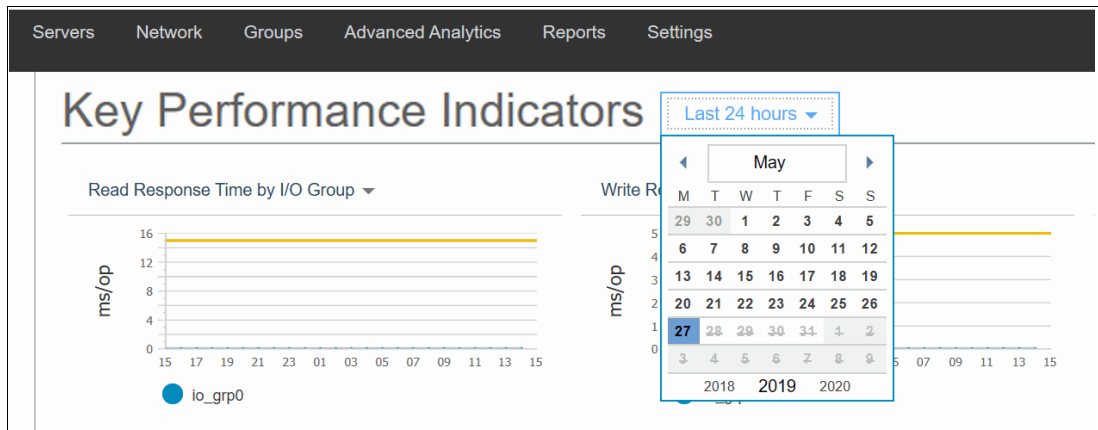 Servers Network Groups Advanced Analytics Reports Settings
Key Performance Indicators
Last 24 hours
Read Response Time by I/O Group
ms/op
16
12
8
4
0
15 17 19 21 23 01 03 05 07 09 11 13 15
io_grp0
Write Re
ms/op
5
4
3
2
1
0
07 09 11 13 15
May
M T W T F S S
29 30 1 2 3 4 5
6 7 8 9 10 11 12
13 14 15 16 17 18 19
20 21 22 23 24 25 26
27 28 29 30 31 1 2
3 4 5 6 7 8 9
2018 2019 2020